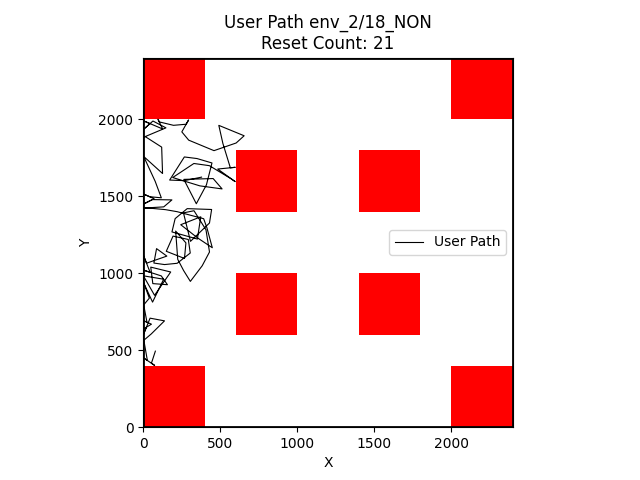 User Path env_2/18_NON
Reset Count: 21
Y
2000
1500
1000
500
0
User Path
0 500 1000 1500 2000
X